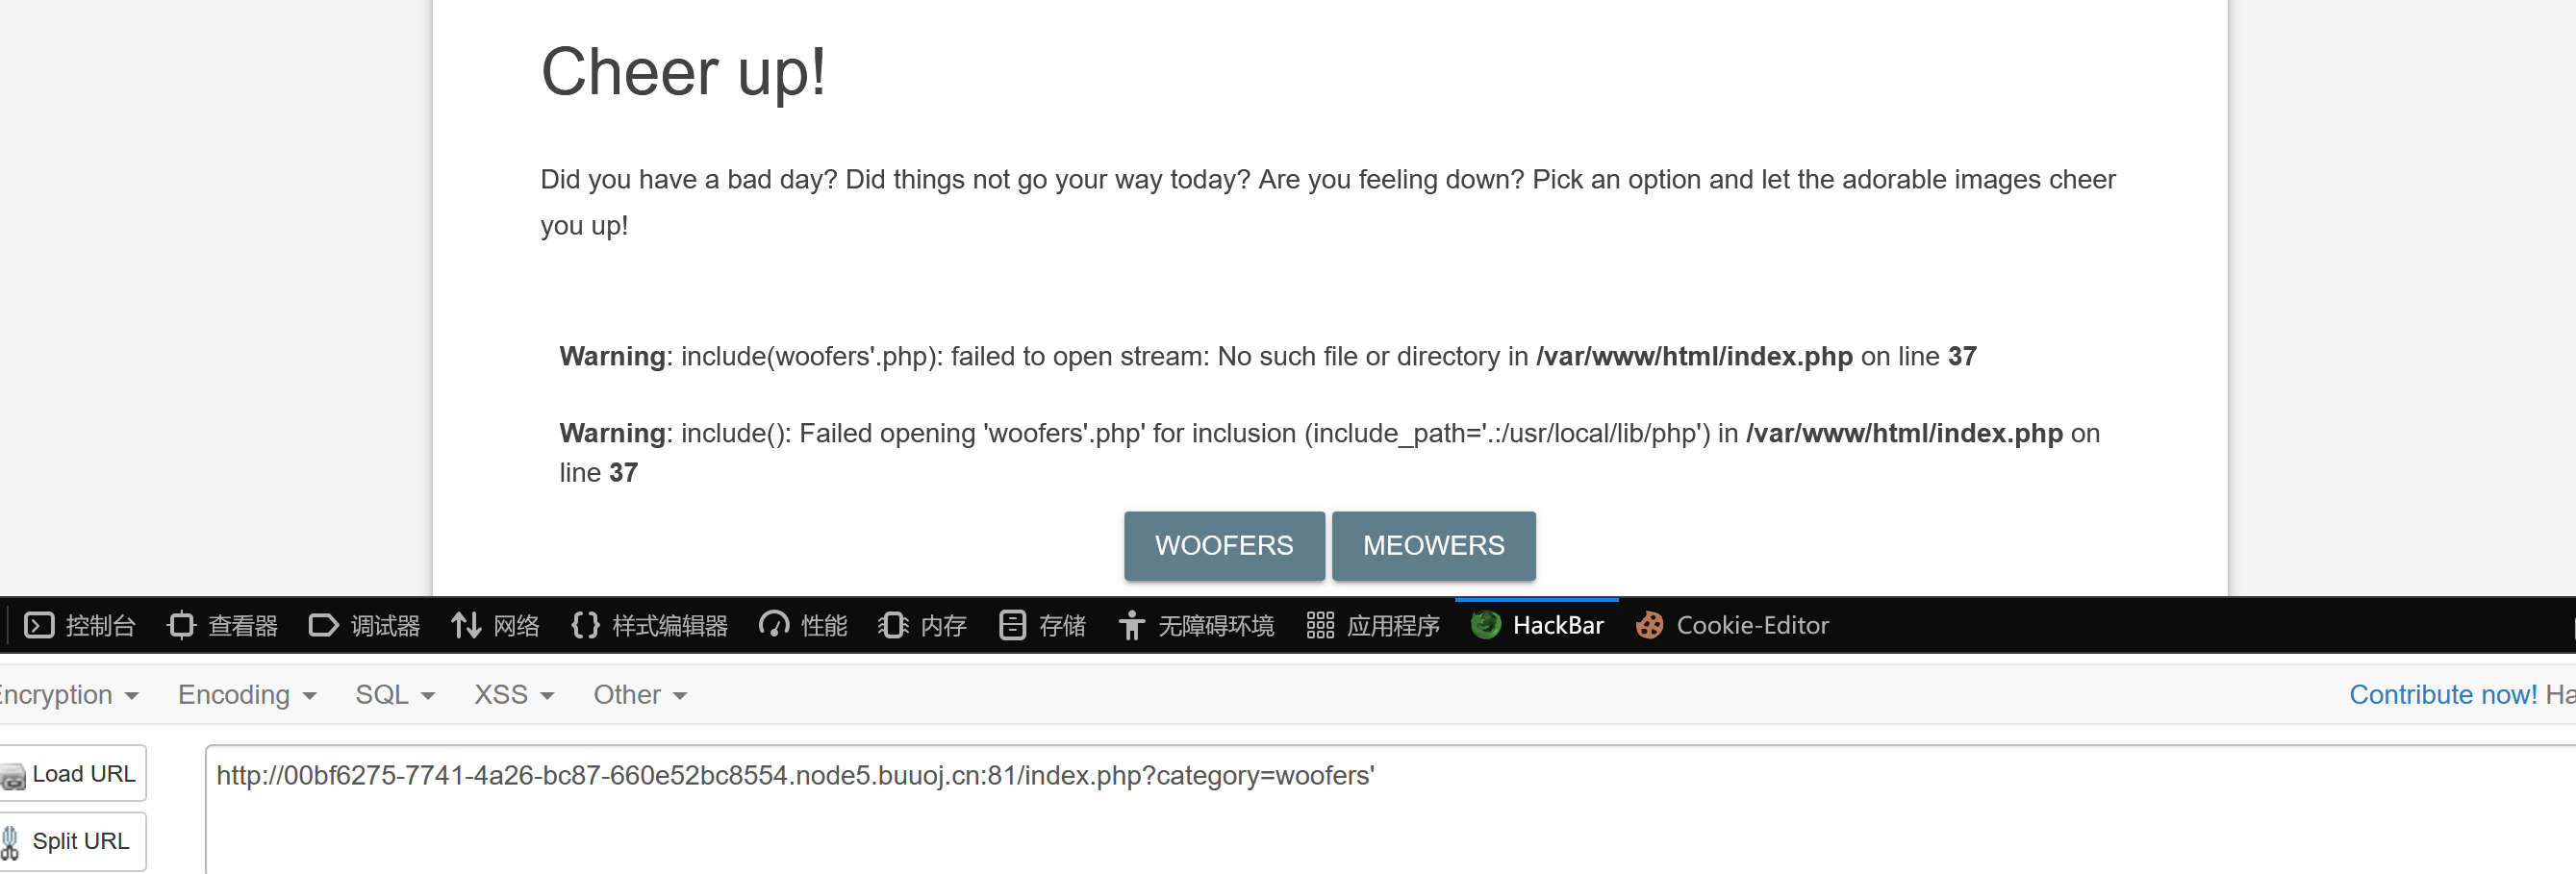 Cheer up!
Did you have a bad day? Did things not go your way today? Are you feeling down? Pick an option and let the adorable images cheer
you up!
Warning: include(woofers'.php): failed to open stream: No such file or directory in /var/www/html/index.php on line 37
Warning: include(): Failed opening 'woofers'.php' for inclusion (include_path='.:/usr/local/lib/php') in /var/www/html/index.php on
line 37
WOOFERS MEOWERS
控制台 查看器 调试器 网络 样式编辑器 性能 内存 存储 无障碍环境 应用程序 HackBar Cookie-Editor
Encoding SQL XSS Other Contribute now!
Load URL http://00bf6275-7741-4a26-bc87-660e52bc8554.node5.buuoj.cn:81/index.php?category=woofers'
Split URL